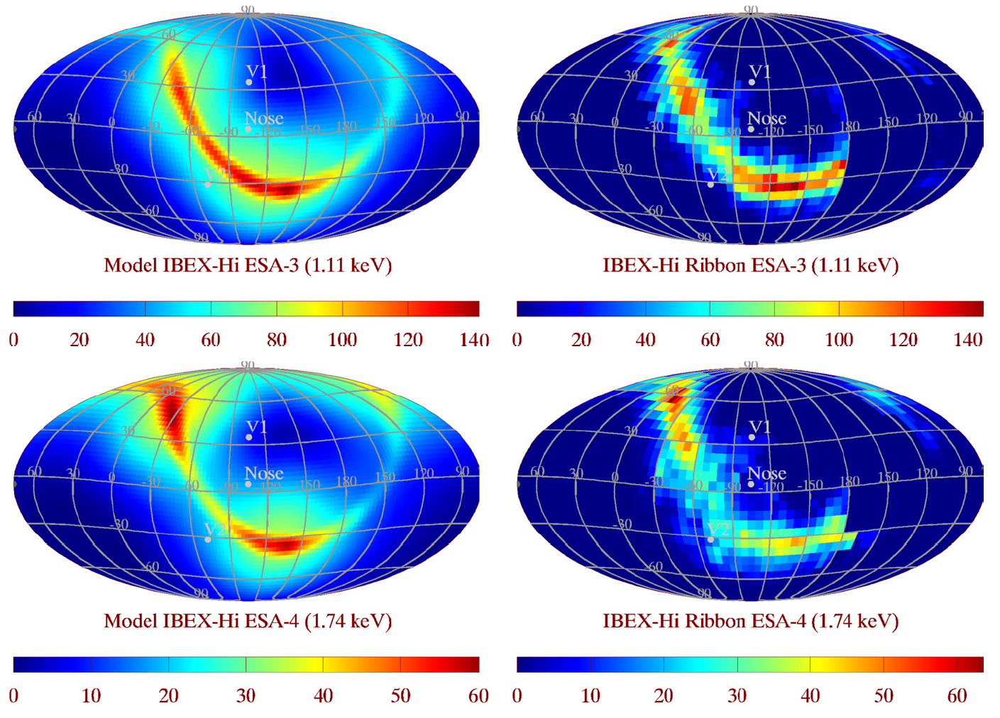 90 90
60 60
V1 V1
30 30
Nose Nose
60 30 0 -30 -60 -90 -120 150 180 150 120 90 60 30 0 -30 -60 -90 -120 -150 180 150 120 90
-30 V2 -30 V2
-60 -60
90 90
Model IBEX-Hi ESA-3 (1.11 keV) IBEX-Hi Ribbon ESA-3 (1.11 keV)
0 20 40 60 80 100 120 140 0 20 40 60 80 100 120 140
90 90
60 60
V1 V1
30 30
Nose Nose
60 30 0 -30 -60 -90 -120 150 180 150 120 90 60 30 0 -30 -60 -90 -120 -150 180 150 120 90
-30 V2 -30 V2
-60 -60
90 90
Model IBEX-Hi ESA-4 (1.74 keV) IBEX-Hi Ribbon ESA-4 (1.74 keV)
0 10 20 30 40 50 60 0 10 20 30 40 50 60